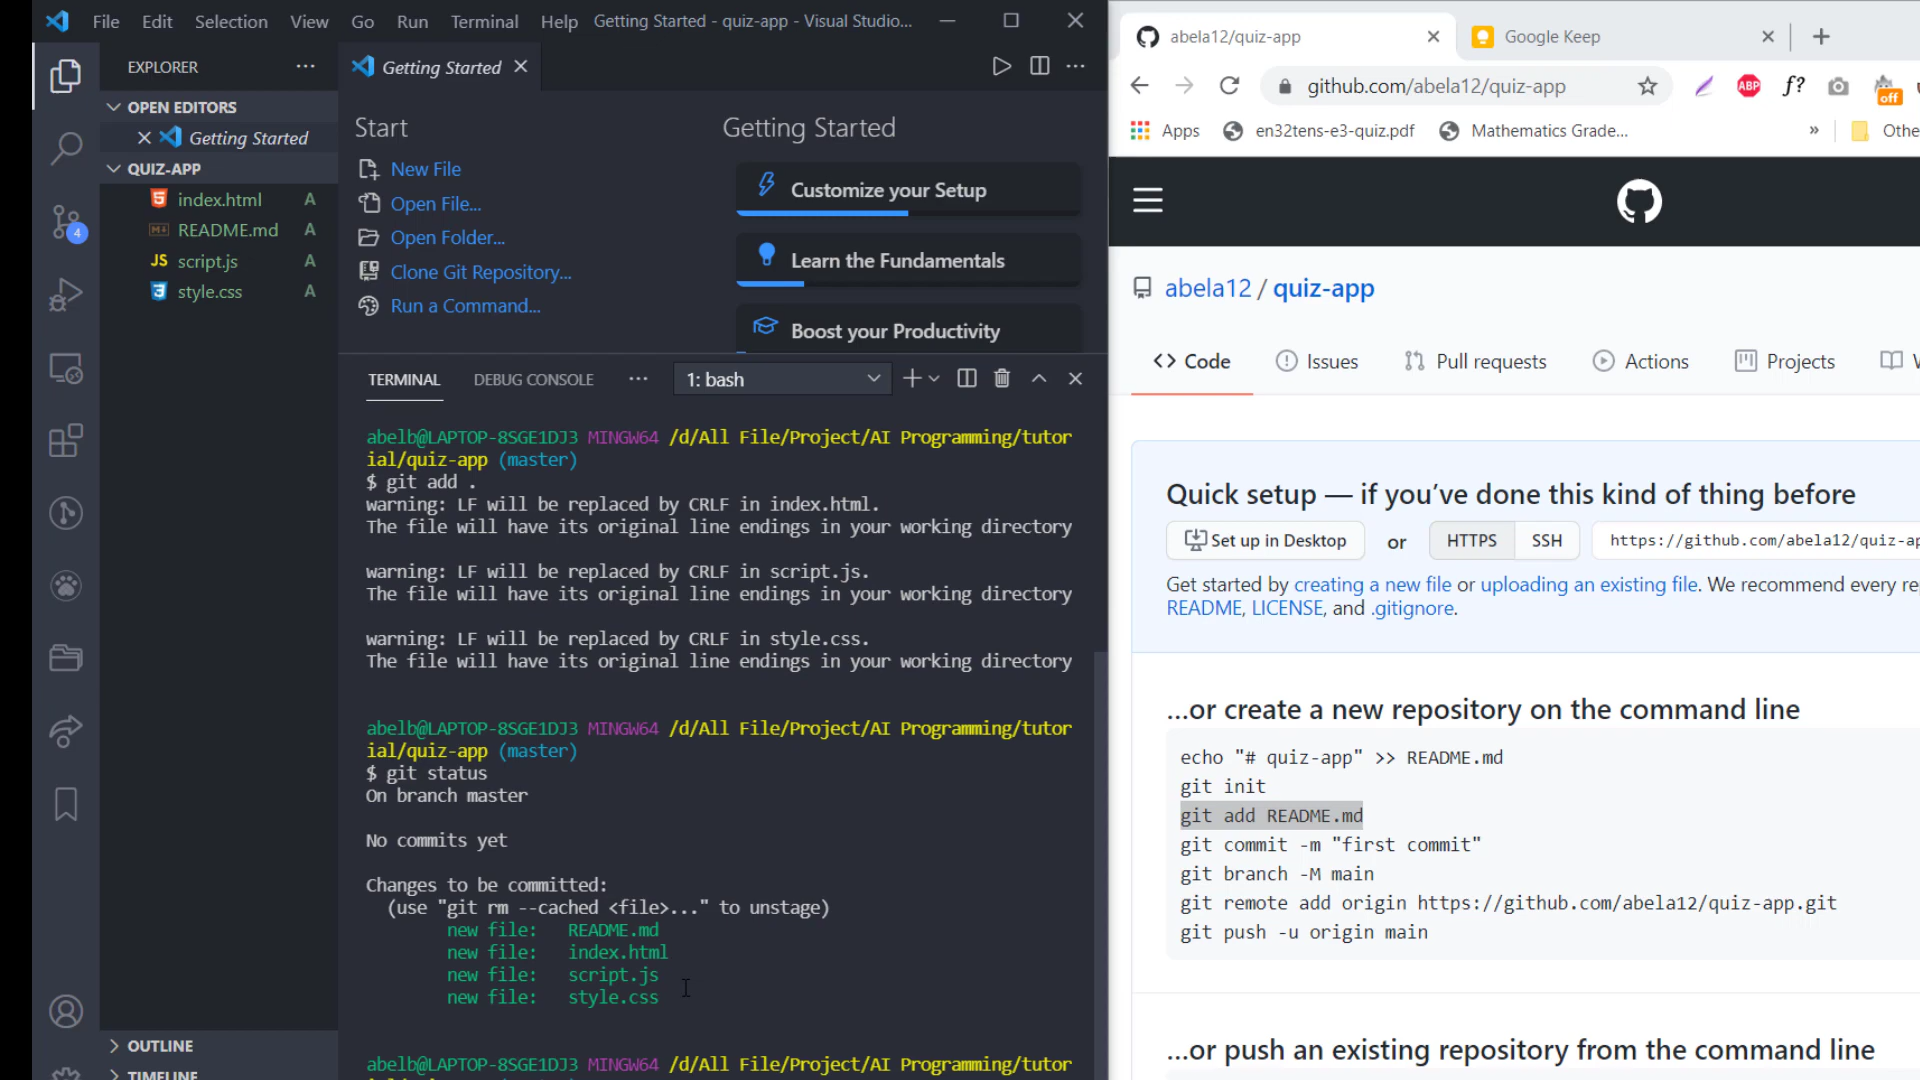 File Edit Selection View Go Run Terminal Help Getting Started - quiz-app - Visual Studio...
EXPLORER
OPEN EDITORS
Getting Started
QUIZ-APP
index.html A
README.md A
script.js A
style.css A
4
OUTLINE
TIMELINE
Getting Started
Start
New File
Open File...
Open Folder...
Clone Git Repository...
Run a Command...
Getting Started
Customize your Setup
Learn the Fundamentals
Boost your Productivity
TERMINAL DEBUG CONSOLE 1: bash
abelb@LAPTOP-8SGE1DJ3 MINGW64 /d/All File/Project/AI Programming/tutor
ial/quiz-app (master)
$ git add .
warning: LF will be replaced by CRLF in index.html.
The file will have its original line endings in your working directory
warning: LF will be replaced by CRLF in script.js.
The file will have its original line endings in your working directory
warning: LF will be replaced by CRLF in style.css.
The file will have its original line endings in your working directory
abelb@LAPTOP-8SGE1DJ3 MINGW64 /d/All File/Project/AI Programming/tutor
ial/quiz-app (master)
$ git status
On branch master
No commits yet
Changes to be committed:
(use "git rm --cached <file>..." to unstage)
new file: README.md
new file: index.html
new file: script.js
new file: style.css
abelb@LAPTOP-8SGE1DJ3 MINGW64 /d/All File/Project/AI Programming/tutor
abela12/quiz-app
Google Keep
github.com/abela12/quiz-app
ABP f? off
Apps en32tens-e3-quiz.pdf Mathematics Grade... » Othe
abela12 / quiz-app
Code Issues Pull requests Actions Projects W
Quick setup — if you’ve done this kind of thing before
Set up in Desktop or HTTPS SSH https://github.com/abela12/quiz-ap
Get started by creating a new file or uploading an existing file. We recommend every rep
README, LICENSE, and .gitignore.
...or create a new repository on the command line
echo "# quiz-app" >> README.md
git init
git add README.md
git commit -m "first commit"
git branch -M main
git remote add origin https://github.com/abela12/quiz-app.git
git push -u origin main
...or push an existing repository from the command line